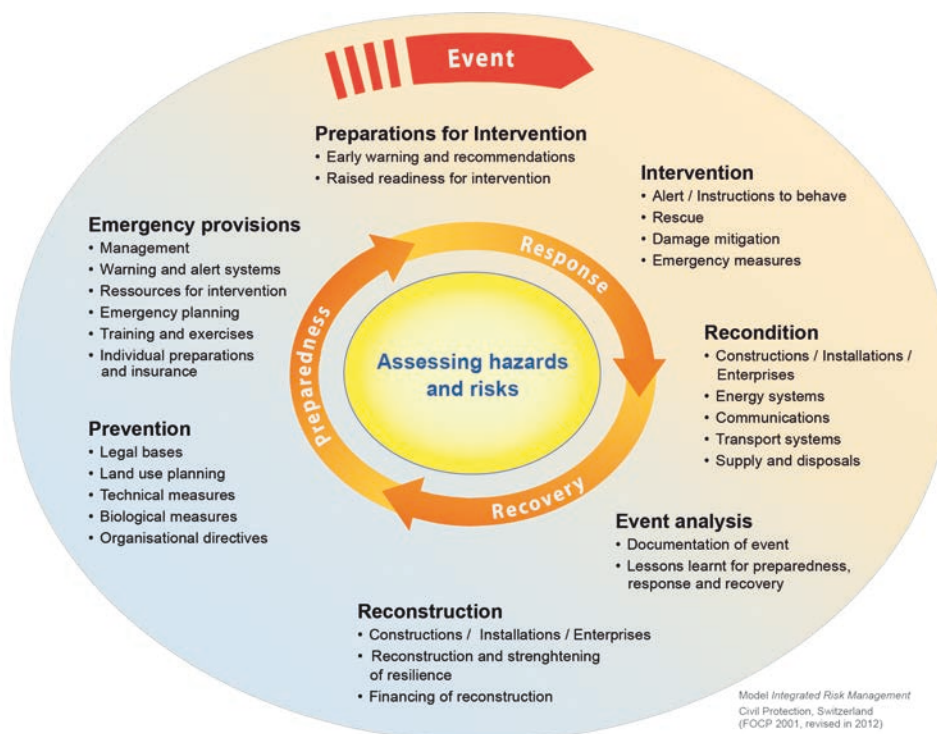 Event
Preparations for Intervention
• Early warning and recommendations
• Raised readiness for intervention
Intervention
• Alert / Instructions to behave
• Rescue
• Damage mitigation
• Emergency measures
Emergency provisions
• Management
• Warning and alert systems
• Ressources for intervention
• Emergency planning
• Training and exercises
• Individual preparations
and insurance
Response
Preparedness
Assessing hazards
and risks
Recovery
Recondition
• Constructions / Installations /
Enterprises
• Energy systems
• Communications
• Transport systems
• Supply and disposals
Prevention
• Legal bases
• Land use planning
• Technical measures
• Biological measures
• Organisational directives
Event analysis
• Documentation of event
• Lessons learnt for preparedness,
response and recovery
Reconstruction
• Constructions / Installations / Enterprises
• Reconstruction and strenghtening
of resilience
• Financing of reconstruction
Model Integrated Risk Management
Civil Protection, Switzerland
(FOCP 2001, revised in 2012)